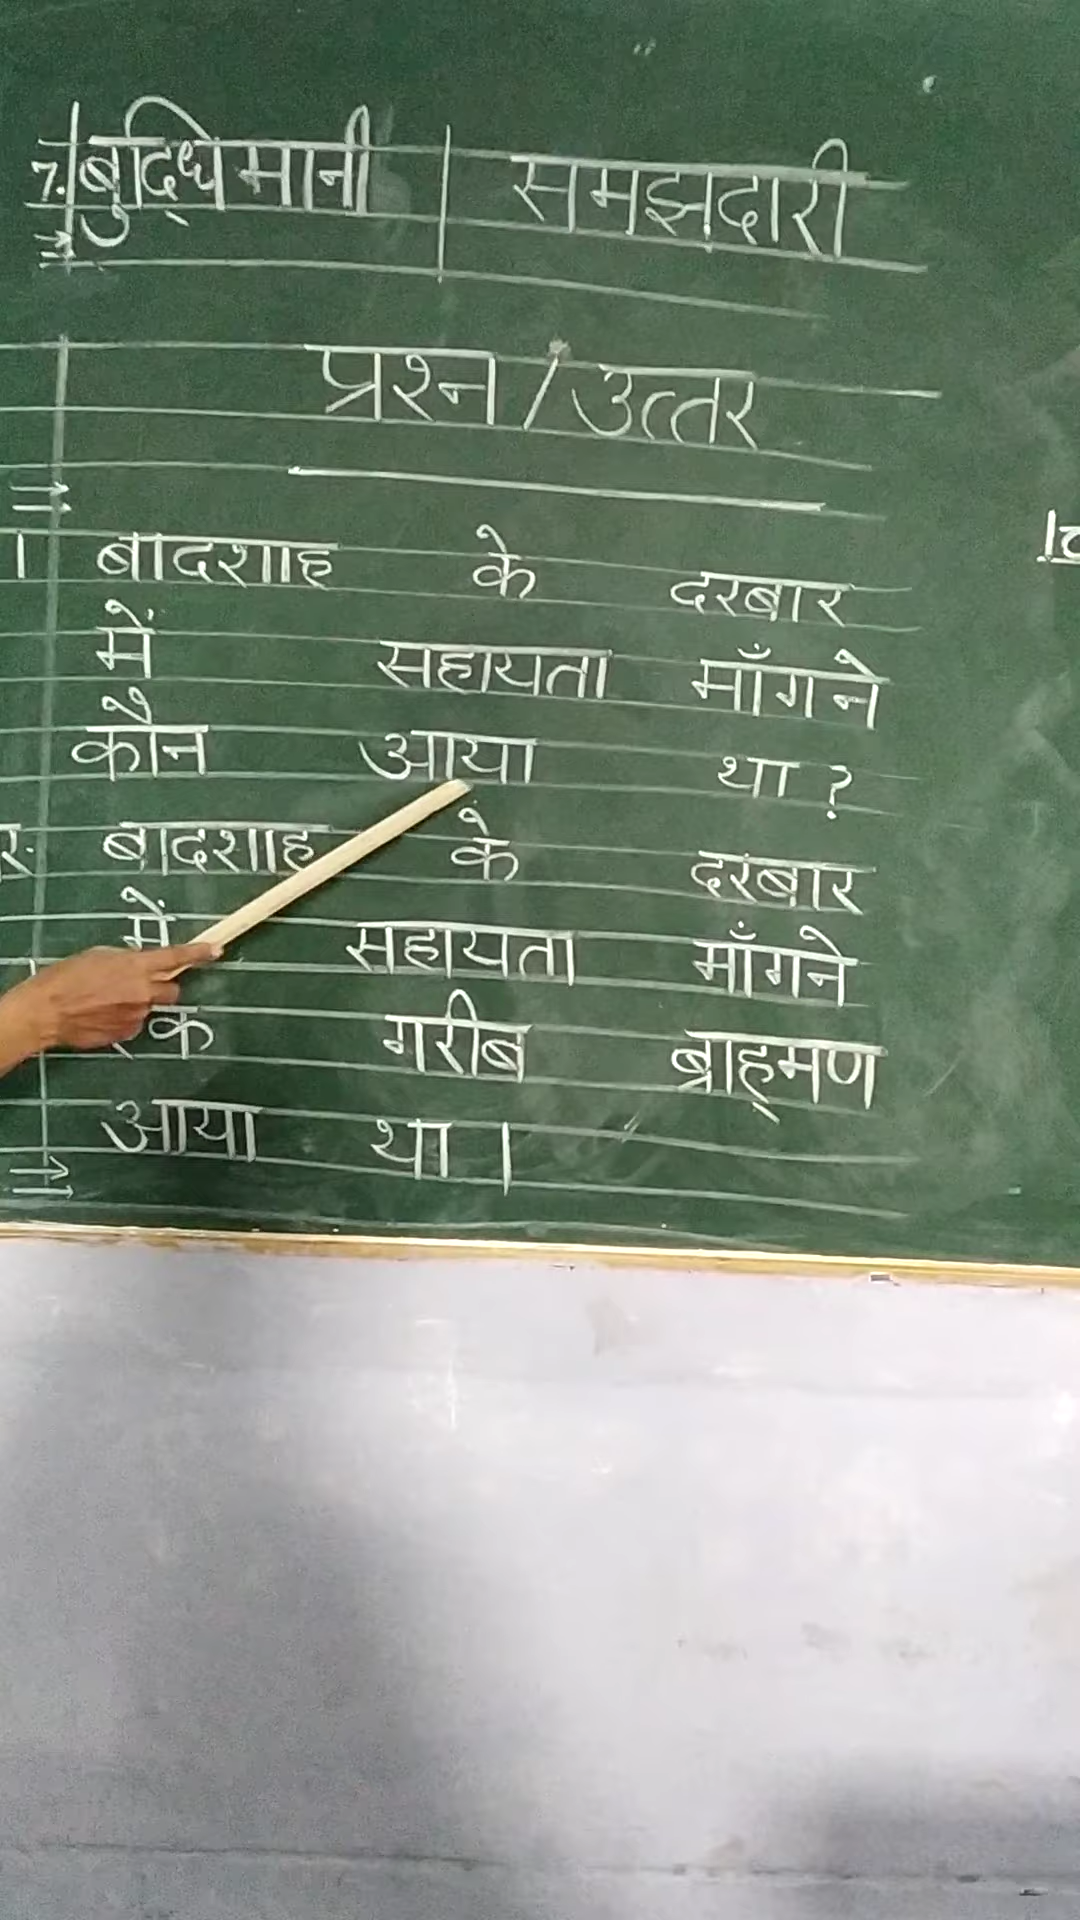 7. बुद्धिमानी | समझदारी
प्रश्न / उत्तर
1 बादशाह के दरबार
में सहायता माँगने
कौन आया था ?
बादशाह के दरबार
में सहायता माँगने
गरीब ब्राह्मण
आया था ।